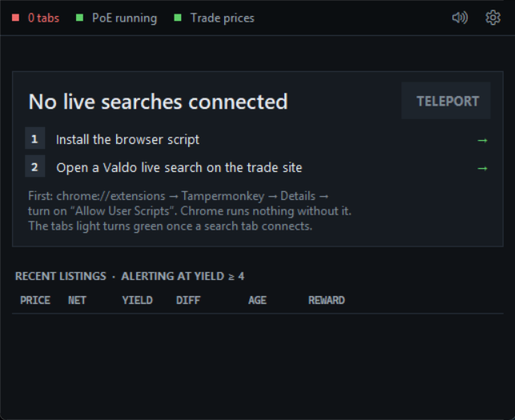 0 tabs PoE running Trade prices
No live searches connected TELEPORT
1 Install the browser script →
2 Open a Valdo live search on the trade site →
First: chrome://extensions → Tampermonkey → Details →
turn on “Allow User Scripts”. Chrome runs nothing without it.
The tabs light turns green once a search tab connects.
RECENT LISTINGS · ALERTING AT YIELD ≥ 4
PRICE NET YIELD DIFF AGE REWARD